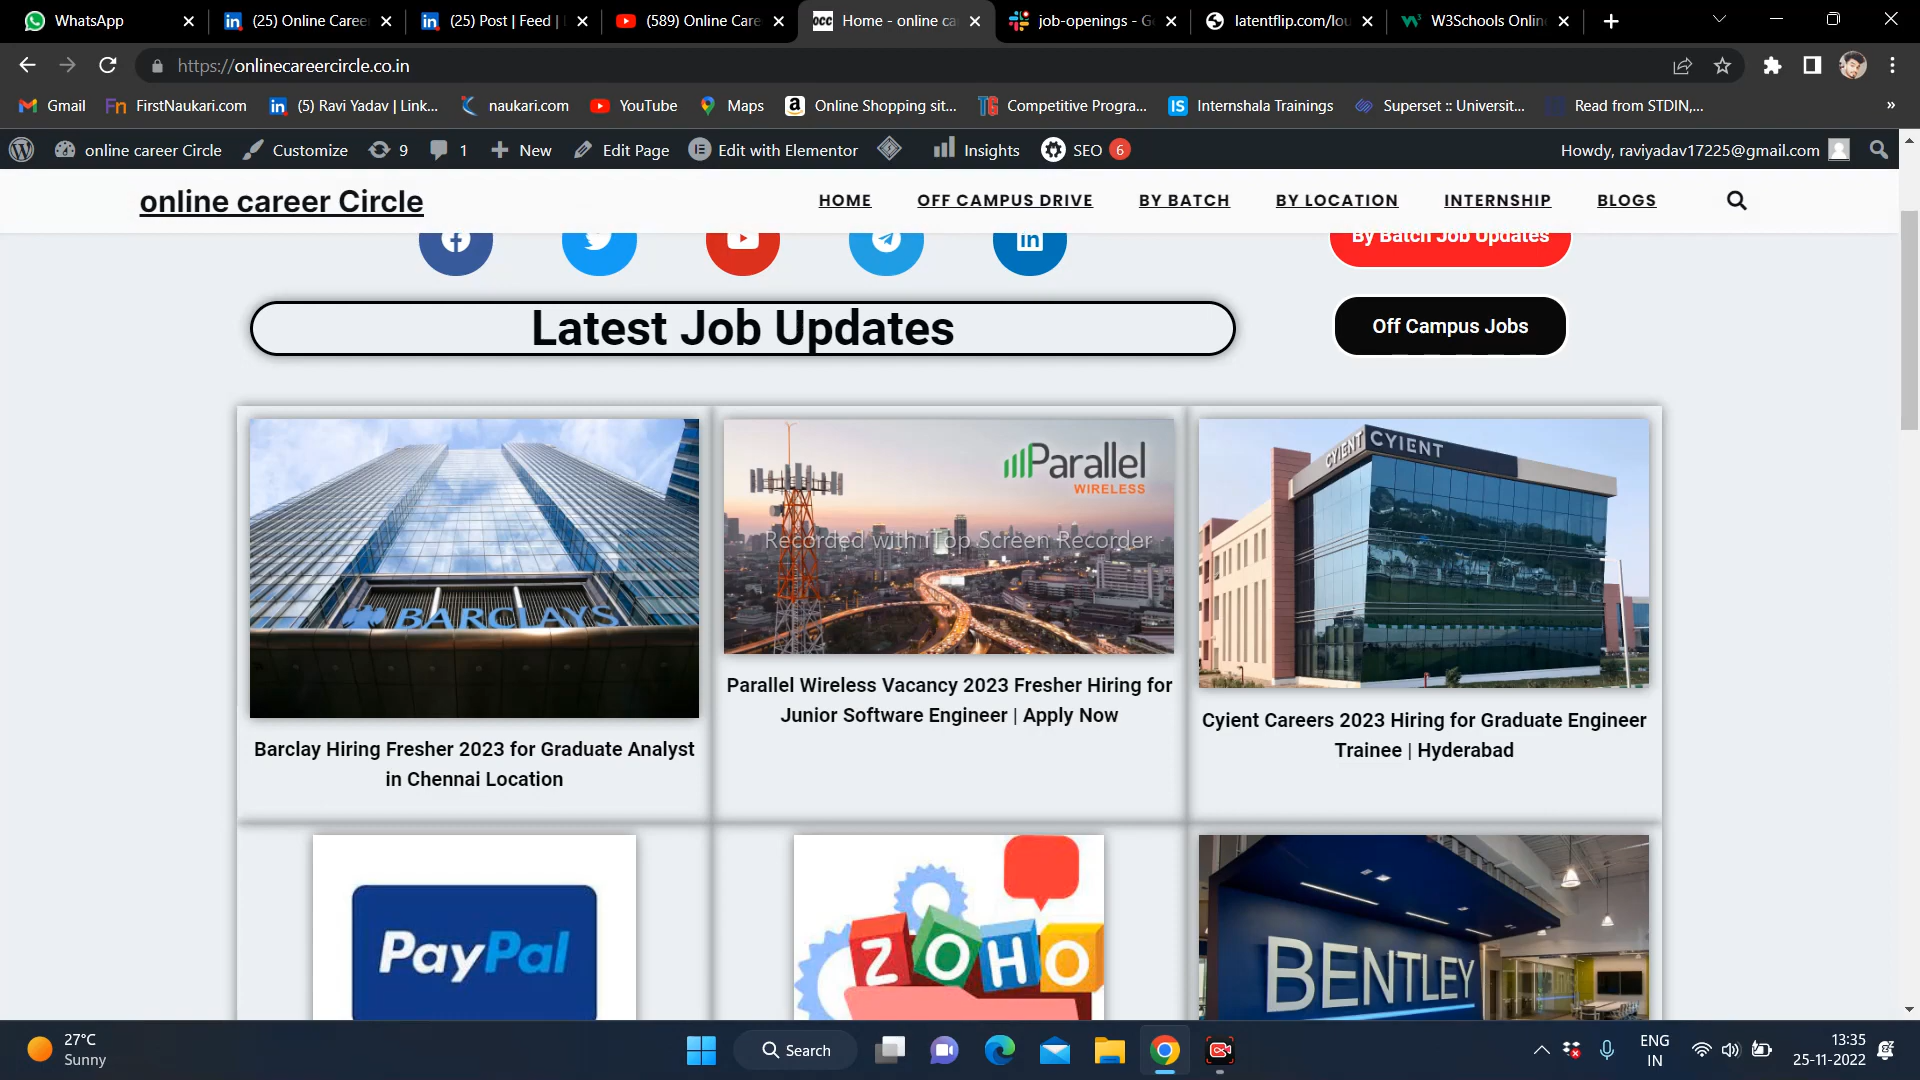 WhatsApp
(25) Online Caree
(25) Post | Feed |
(589) Online Care
OCC
Home - online ca
job-openings - G
latentflip.com/lou
W3Schools Onlin
https://onlinecareercircle.co.in
Gmail
FirstNaukari.com
(5) Ravi Yadav | Link...
naukari.com
YouTube
Maps
Online Shopping sit...
Competitive Progra...
Internshala Trainings
Superset :: Universit...
Read from STDIN,...
»
online career Circle
Customize
9
1
New
Edit Page
Edit with Elementor
Insights
SEO 6
Howdy, raviyadav17225@gmail.com
online career Circle
HOME
OFF CAMPUS DRIVE
BY BATCH
BY LOCATION
INTERNSHIP
BLOGS
By Batch Job Updates
Latest Job Updates
Off Campus Jobs
BARCLAYS
Parallel
WIRELESS
Recorded with iTop Screen Recorder
CYIENT
CYIENT
Barclay Hiring Fresher 2023 for Graduate Analyst
in Chennai Location
Parallel Wireless Vacancy 2023 Fresher Hiring for
Junior Software Engineer | Apply Now
Cyient Careers 2023 Hiring for Graduate Engineer
Trainee | Hyderabad
PayPal
ZOHO
BENTLEY
27°C
Sunny
Search
ENG
IN
13:35
25-11-2022